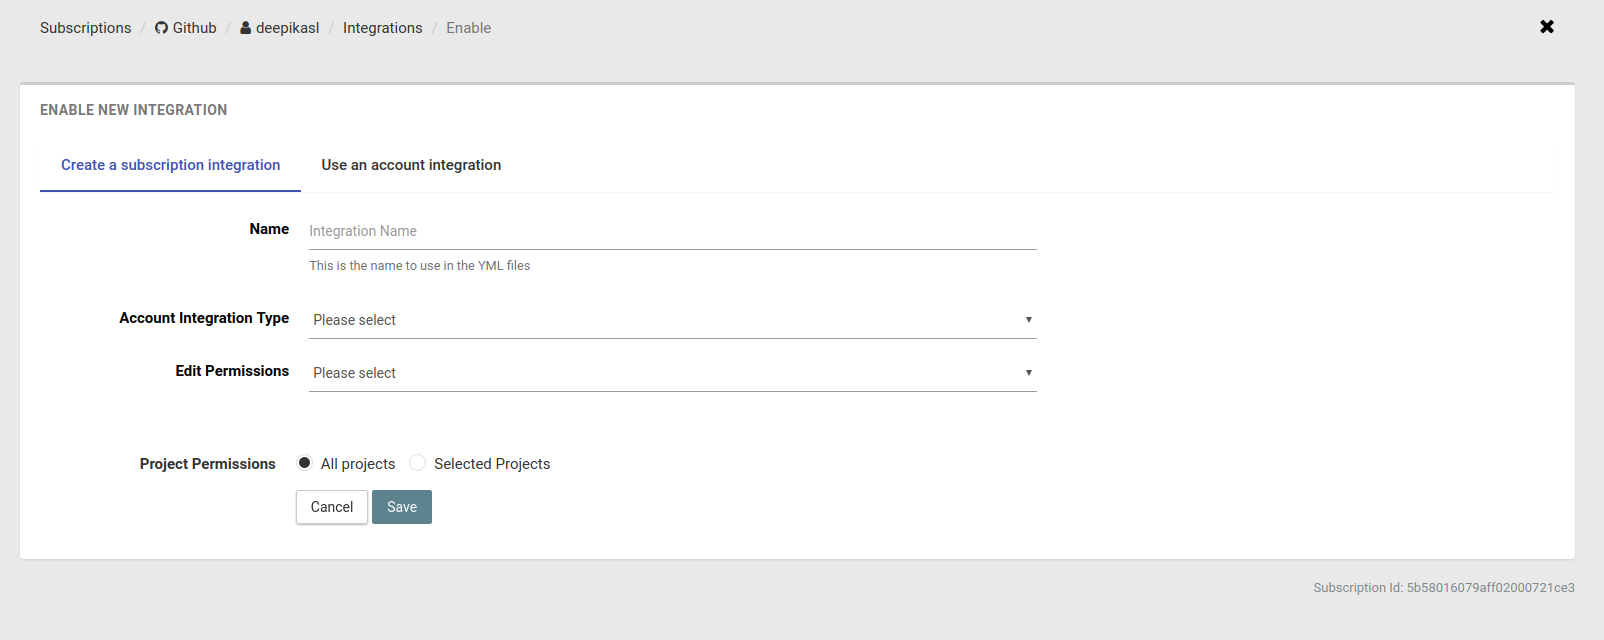 Subscriptions / Github / deepikasl / Integrations / Enable
ENABLE NEW INTEGRATION
Create a subscription integration Use an account integration
Name Integration Name
This is the name to use in the YML files
Account Integration Type Please select
Edit Permissions Please select
Project Permissions All projects Selected Projects
Cancel Save
Subscription Id: 5b58016079aff02000721ce3